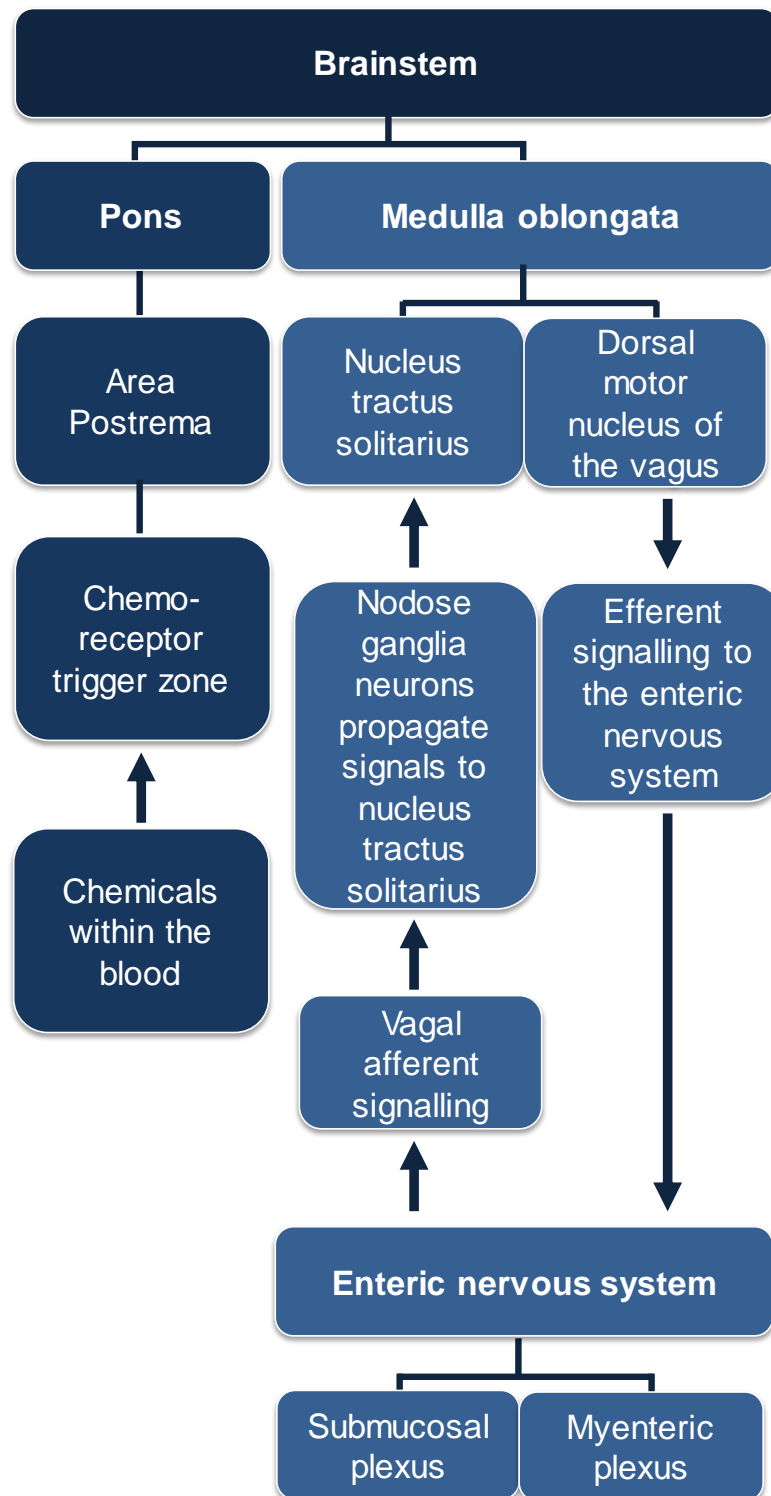 Brainstem
Pons
Medulla oblongata
Area
Postrema
Nucleus
tractus
solitarius
Dorsal
motor
nucleus of
the vagus
Chemo-
receptor
trigger zone
Nodose
ganglia
neurons
propagate
signals to
nucleus
tractus
solitarius
Efferent
signalling to
the enteric
nervous
system
Chemicals
within the
blood
Vagal
afferent
signalling
Enteric nervous system
Submucosal
plexus
Myenteric
plexus